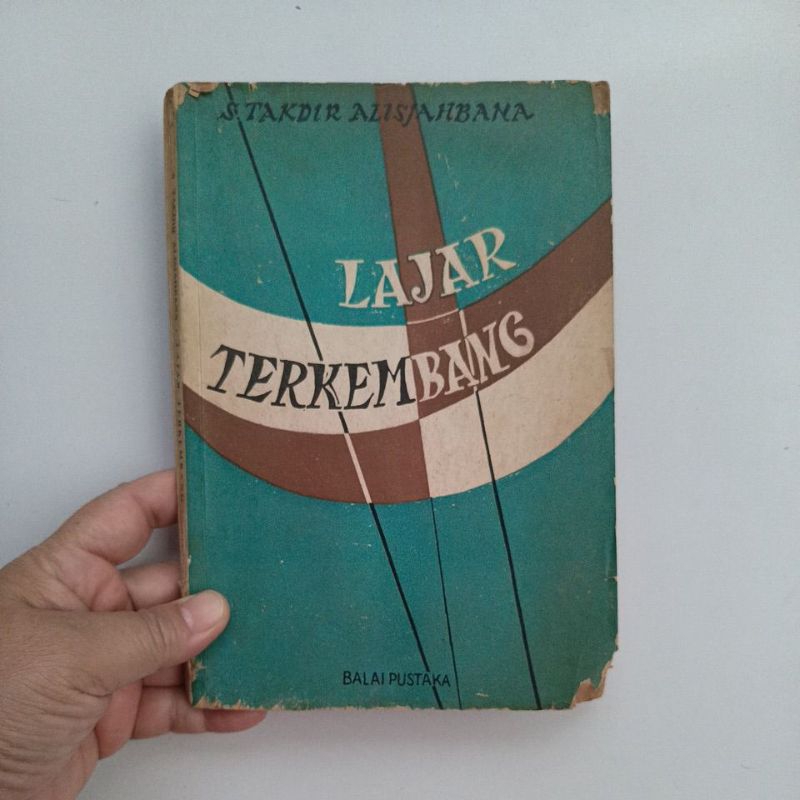 S. TAKDIR ALISJAHBANA
LAJAR
TERKEMBANG
BALAI PUSTAKA